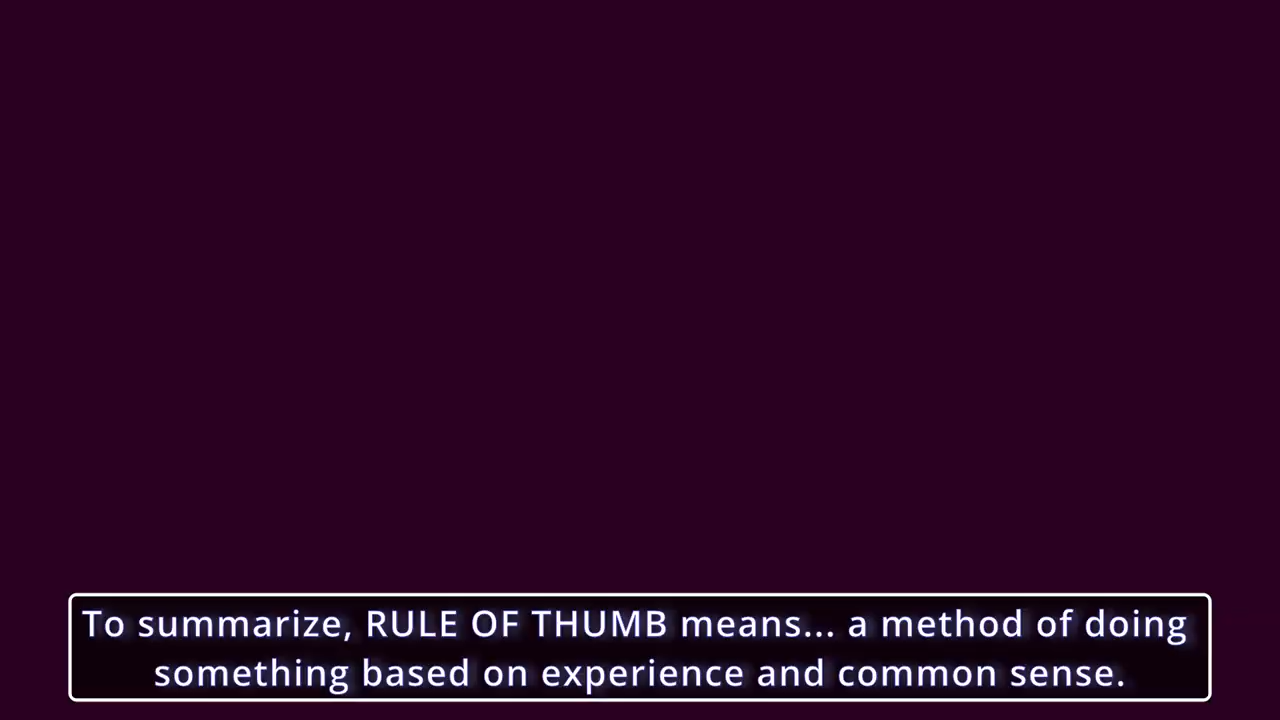 To summarize, RULE OF THUMB means... a method of doing
something based on experience and common sense.